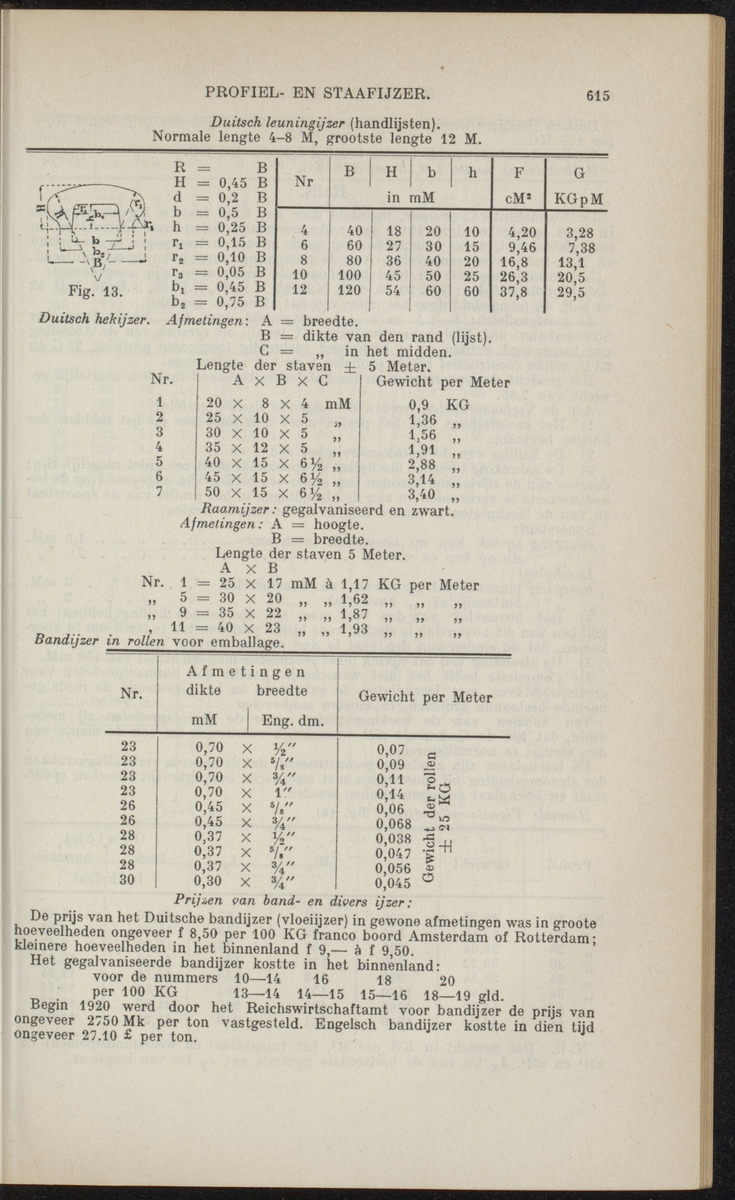 PROFIEL- EN STAAFIJZER. 615
Duitsch leuningijzer (handlijsten).
Normale lengte 4–8 M, grootste lengte 12 M.
R = B
H = 0,45 B
d = 0,2 B
b = 0,5 B
h = 0,25 B
r₁ = 0,15 B
r₂ = 0,10 B
r₃ = 0,05 B
b₁ = 0,45 B
b₂ = 0,75 B
Fig. 13.
Nr B H b h F G
in mM cM² KGpM
4 40 18 20 10 4,20 3,28
6 60 27 30 15 9,46 7,38
8 80 36 40 20 16,8 13,1
10 100 45 50 25 26,3 20,5
12 120 54 60 60 37,8 29,5
Duitsch hekijzer. Afmetingen: A = breedte.
B = dikte van den rand (lijst).
C = „ in het midden.
Lengte der staven ± 5 Meter.
Nr. A × B × C Gewicht per Meter
1 20 × 8 × 4 mM 0,9 KG
2 25 × 10 × 5 „ 1,36 „
3 30 × 10 × 5 „ 1,56 „
4 35 × 12 × 5 „ 1,91 „
5 40 × 15 × 6½ „ 2,88 „
6 45 × 15 × 6½ „ 3,14 „
7 50 × 15 × 6½ „ 3,40 „
Raamijzer: gegalvaniseerd en zwart.
Afmetingen: A = hoogte.
B = breedte.
Lengte der staven 5 Meter.
A × B
Nr. 1 = 25 × 17 mM à 1,17 KG per Meter
„ 5 = 30 × 20 „ „ 1,62 „ „ „
„ 9 = 35 × 22 „ „ 1,87 „ „ „
, 11 = 40 × 23 „ „ 1,93 „ „ „
Bandijzer in rollen voor emballage.
Nr. Afmetingen Gewicht per Meter
dikte breedte
mM Eng. dm.
23 0,70 × ½″ 0,07
23 0,70 × ⅝″ 0,09
23 0,70 × ¾″ 0,11
23 0,70 × 1″ 0,14
26 0,45 × ⅝″ 0,06
26 0,45 × ¾″ 0,068
28 0,37 × ½″ 0,038
28 0,37 × ⅝″ 0,047
28 0,37 × ¾″ 0,056
30 0,30 × ¾″ 0,045
Gewicht der rollen
± 25 KG
Prijzen van band- en divers ijzer:
De prijs van het Duitsche bandijzer (vloeiijzer) in gewone afmetingen was in groote
hoeveelheden ongeveer f 8,50 per 100 KG franco boord Amsterdam of Rotterdam;
kleinere hoeveelheden in het binnenland f 9,— à f 9,50.
Het gegalvaniseerde bandijzer kostte in het binnenland:
voor de nummers 10—14 16 18 20
per 100 KG 13—14 14—15 15—16 18—19 gld.
Begin 1920 werd door het Reichswirtschaftamt voor bandijzer de prijs van
ongeveer 2750 Mk per ton vastgesteld. Engelsch bandijzer kostte in dien tijd
ongeveer 27.10 £ per ton.